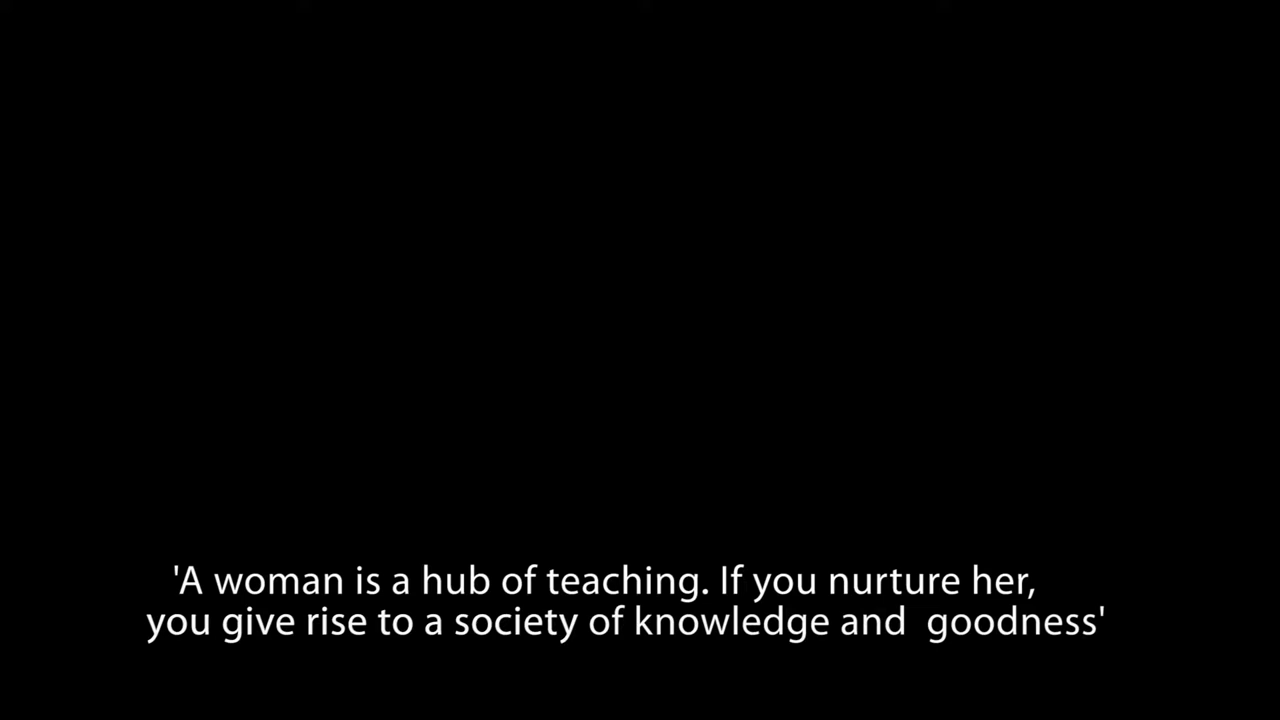 'A woman is a hub of teaching. If you nurture her,
you give rise to a society of knowledge and  goodness'